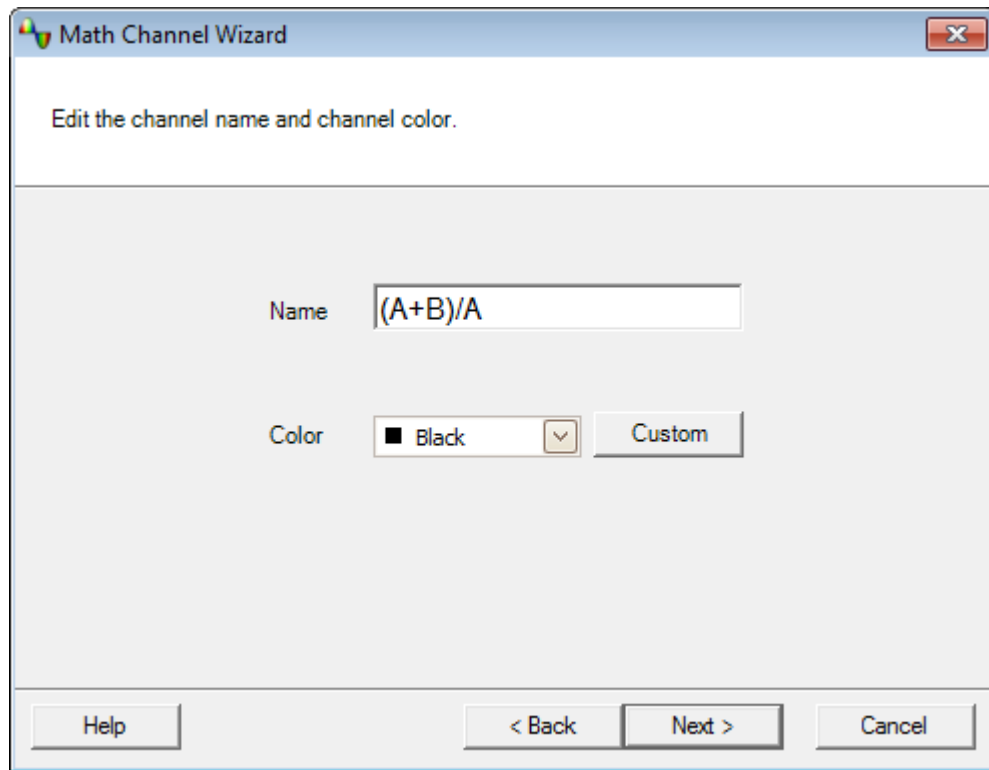 Math Channel Wizard
Edit the channel name and channel color.
Name (A+B)/A
Color Black Custom
Help < Back Next > Cancel